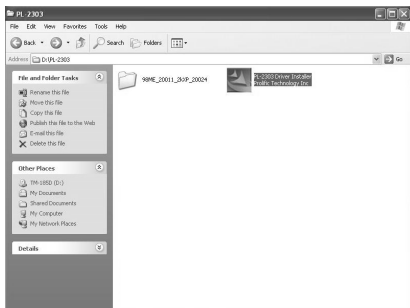 PL-2303
File Edit View Favorites Tools Help
Back Search Folders
Address D:\PL-2303 Go
File and Folder Tasks
Rename this file
Move this file
Copy this file
Publish this file to the Web
E-mail this file
Delete this file
Other Places
TM-185D (D:)
My Documents
Shared Documents
My Computer
My Network Places
Details
98ME_20011_2KXP_20024
PL-2303 Driver Installer
Prolific Technology Inc